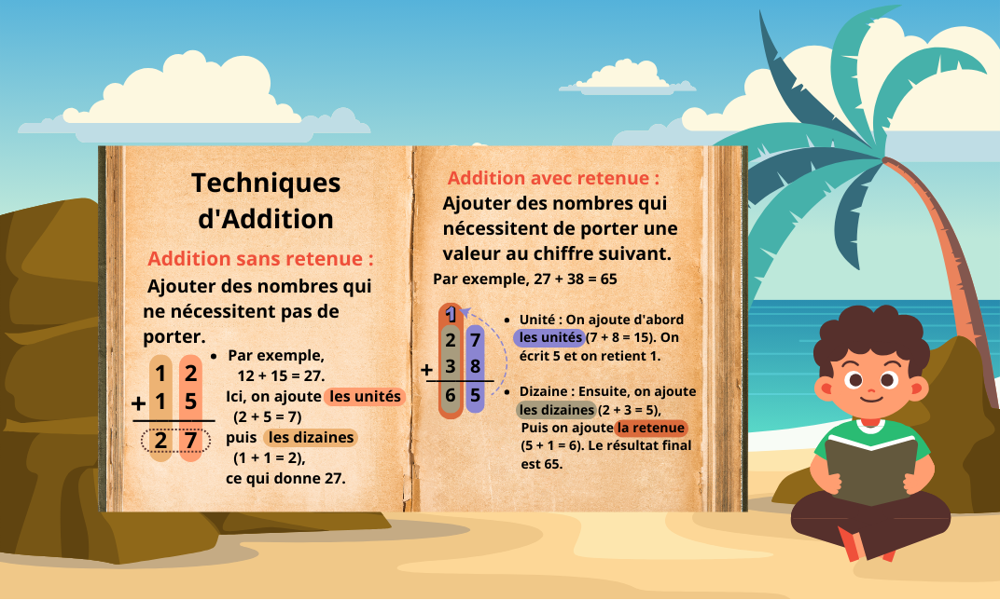 Techniques
d'Addition
Addition sans retenue :
Ajouter des nombres qui
ne nécessitent pas de
porter.
1 2
+ 1 5
2 7
• Par exemple,
12 + 15 = 27.
Ici, on ajoute les unités
(2 + 5 = 7)
puis les dizaines
(1 + 1 = 2),
ce qui donne 27.
Addition avec retenue :
Ajouter des nombres qui
nécessitent de porter une
valeur au chiffre suivant.
Par exemple, 27 + 38 = 65
1
2 7
+ 3 8
6 5
• Unité : On ajoute d'abord
les unités (7 + 8 = 15). On
écrit 5 et on retient 1.
• Dizaine : Ensuite, on ajoute
les dizaines (2 + 3 = 5),
Puis on ajoute la retenue
(5 + 1 = 6). Le résultat final
est 65.